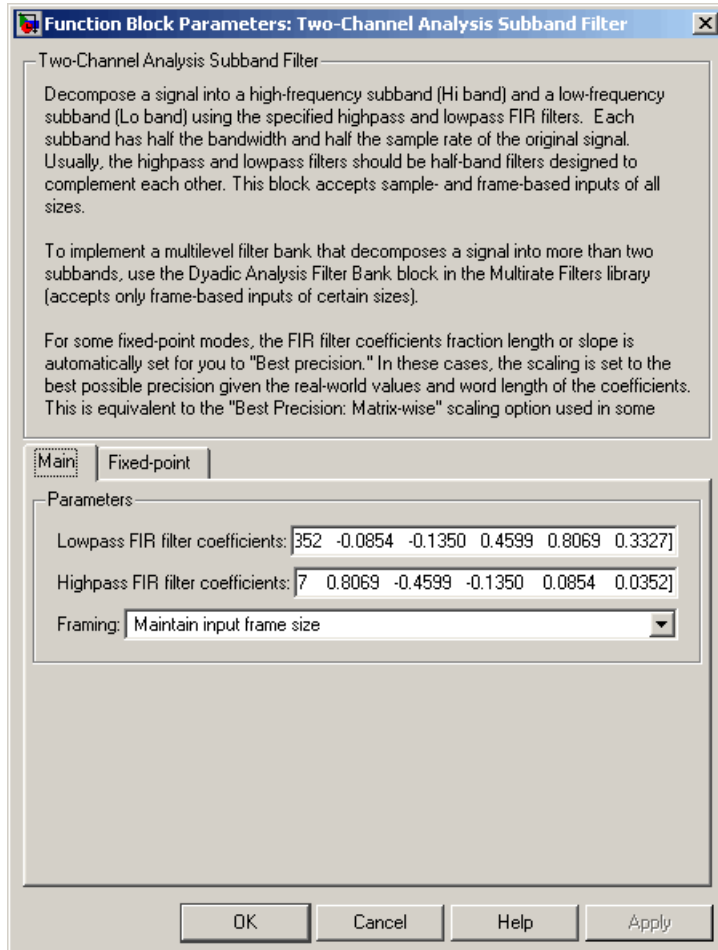 Function Block Parameters: Two-Channel Analysis Subband Filter
Two-Channel Analysis Subband Filter
Decompose a signal into a high-frequency subband (Hi band) and a low-frequency
subband (Lo band) using the specified highpass and lowpass FIR filters.  Each
subband has half the bandwidth and half the sample rate of the original signal.
Usually, the highpass and lowpass filters should be half-band filters designed to
complement each other. This block accepts sample- and frame-based inputs of all
sizes.
To implement a multilevel filter bank that decomposes a signal into more than two
subbands, use the Dyadic Analysis Filter Bank block in the Multirate Filters library
(accepts only frame-based inputs of certain sizes).
For some fixed-point modes, the FIR filter coefficients fraction length or slope is
automatically set for you to "Best precision." In these cases, the scaling is set to the
best possible precision given the real-world values and word length of the coefficients.
This is equivalent to the "Best Precision: Matrix-wise" scaling option used in some
Main Fixed-point
Parameters
Lowpass FIR filter coefficients: 352 -0.0854 -0.1350 0.4599 0.8069 0.3327]
Highpass FIR filter coefficients: 7 0.8069 -0.4599 -0.1350 0.0854 0.0352]
Framing: Maintain input frame size
OK Cancel Help Apply